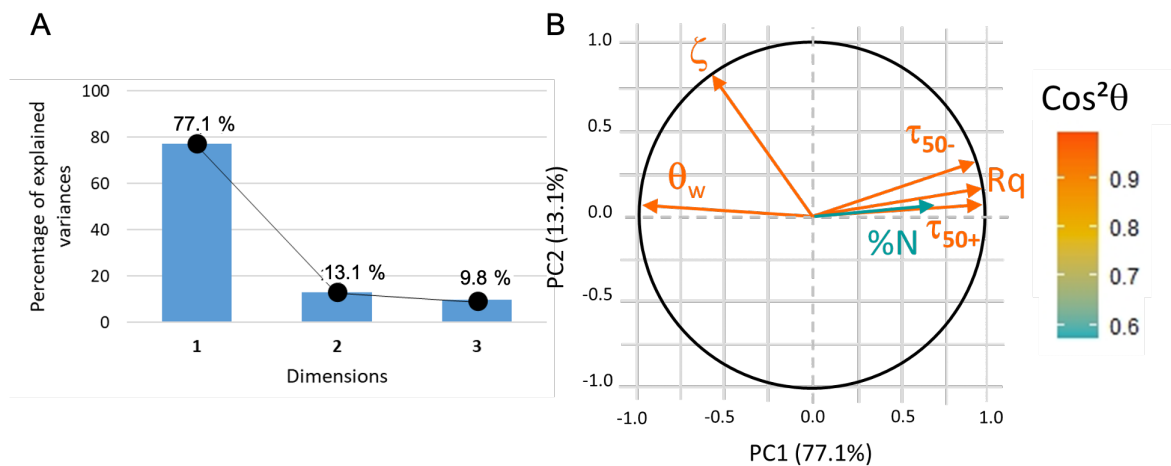 A
100
80
60
40
20
0
Percentage of explained
variances
77.1 %
13.1 %
9.8 %
1
2
3
Dimensions
B
1.0
0.5
0.0
-0.5
-1.0
PC2 (13.1%)
ζ
θw
τ50-
Rq
τ50+
%N
-1.0
-0.5
0.0
0.5
1.0
PC1 (77.1%)
Cos²θ
0.9
0.8
0.7
0.6